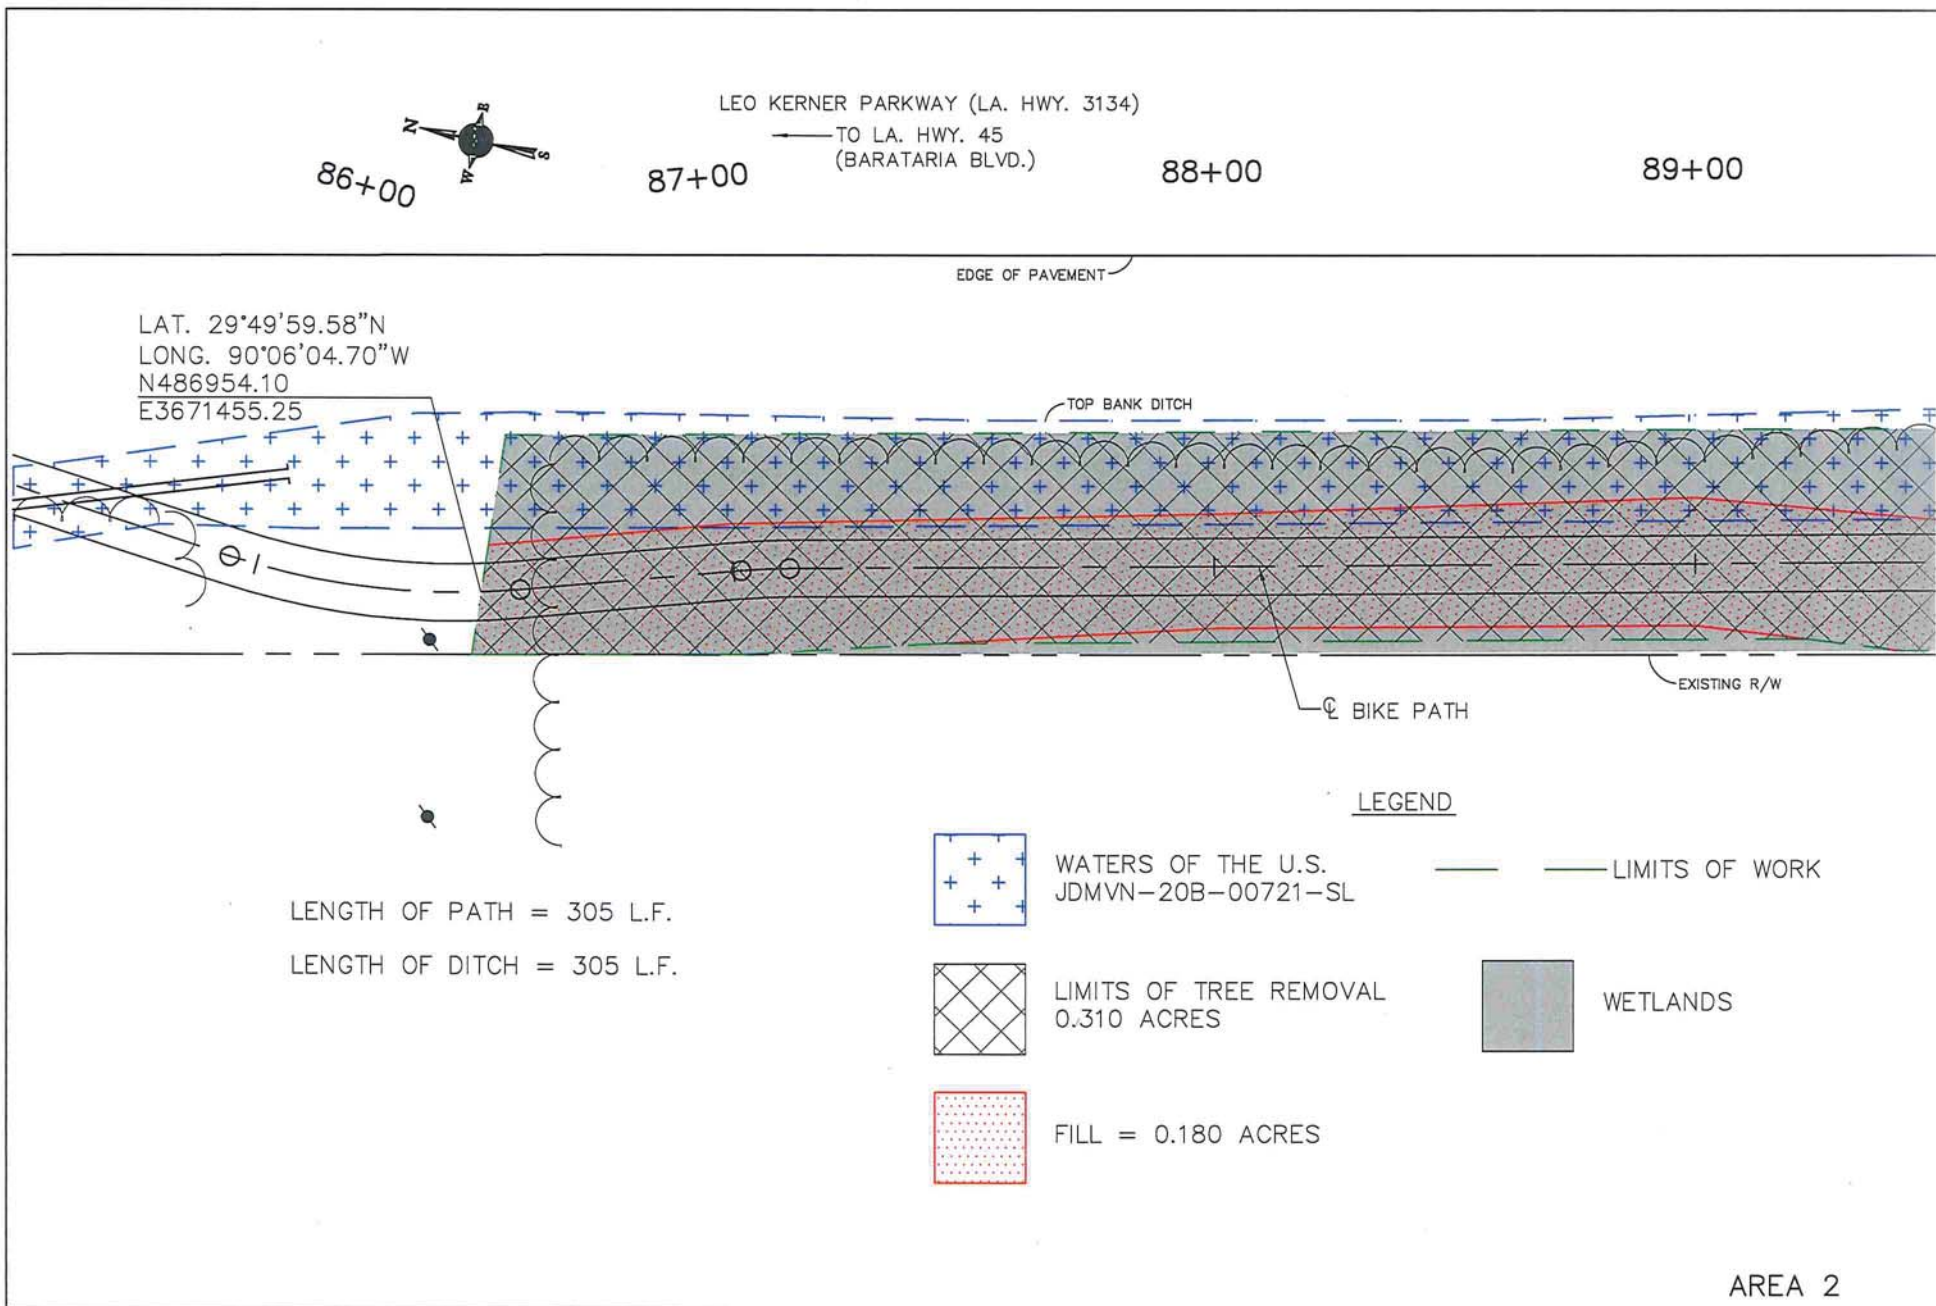 LEO KERNER PARKWAY (LA. HWY. 3134)
TO LA. HWY. 45
(BARATARIA BLVD.)
N
E
S
W
86+00
87+00
88+00
89+00
EDGE OF PAVEMENT
LAT. 29°49'59.58"N
LONG. 90°06'04.70"W
N486954.10
E3671455.25
TOP BANK DITCH
EXISTING R/W
℄ BIKE PATH
LENGTH OF PATH = 305 L.F.
LENGTH OF DITCH = 305 L.F.
LEGEND
WATERS OF THE U.S.
JDMVN-20B-00721-SL
LIMITS OF WORK
LIMITS OF TREE REMOVAL
0.310 ACRES
WETLANDS
FILL = 0.180 ACRES
AREA 2